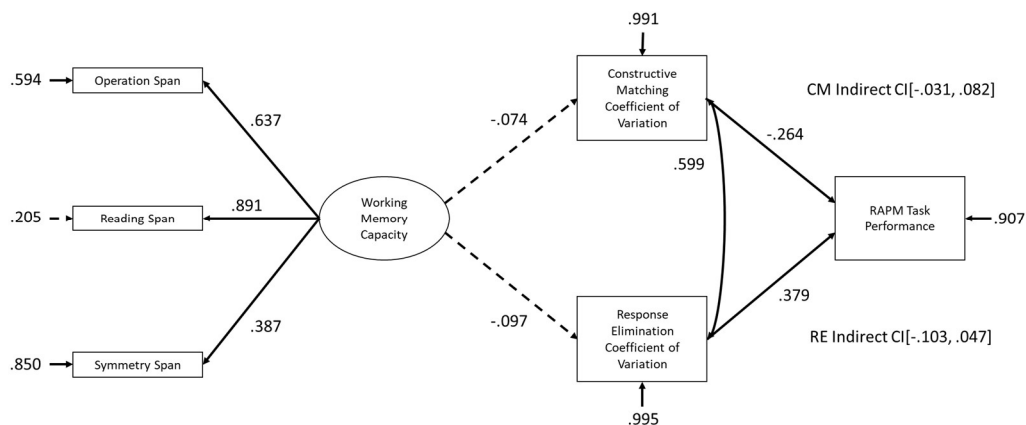 .991
.594
Operation Span
Constructive
Matching
Coefficient of
Variation
CM Indirect CI[-.031, .082]
.637
-.074
-.264
.599
.205
Reading Span
.891
Working
Memory
Capacity
RAPM Task
Performance
.907
.387
-.097
.379
Response
Elimination
Coefficient of
Variation
RE Indirect CI[-.103, .047]
.850
Symmetry Span
.995